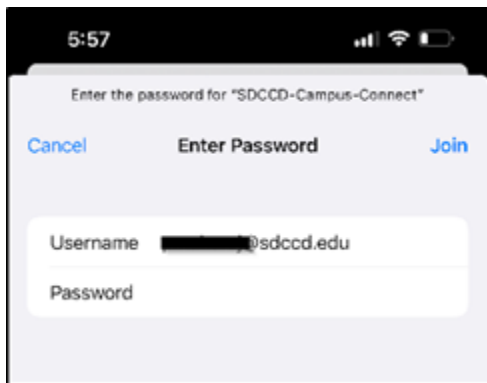 5:57
Enter the password for "SDCCD-Campus-Connect"
Cancel Enter Password Join
Username @sdccd.edu
Password